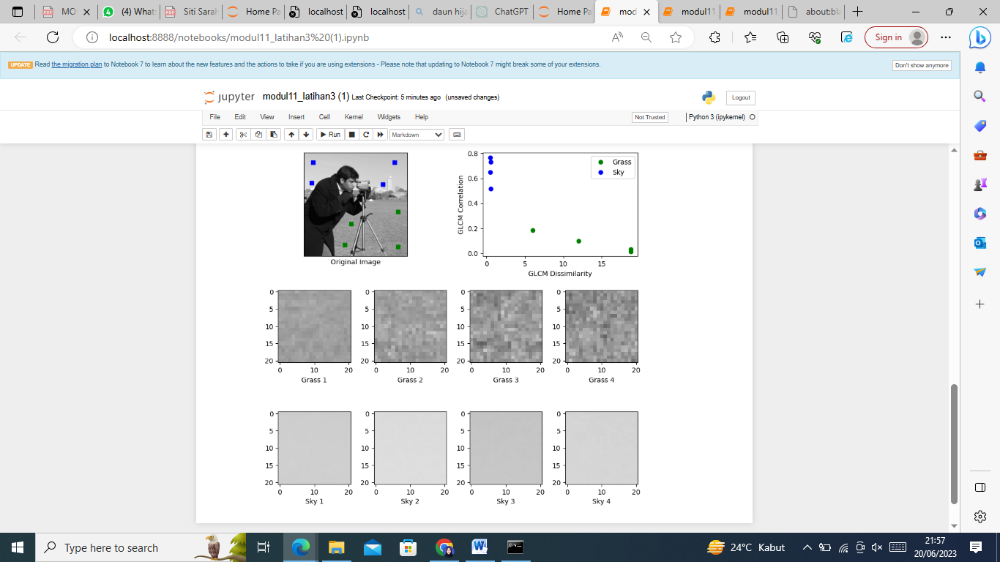 MO
(4) What
Siti Sarah
Home Pa
localhost
localhost
daun hija
ChatGPT
Home Pa
mod
modul11
modul11
about:bla
localhost:8888/notebooks/modul11_latihan3%20(1).ipynb
Sign in
UPDATE Read the migration plan to Notebook 7 to learn about the new features and the actions to take if you are using extensions - Please note that updating to Notebook 7 might break some of your extensions.
Don't show anymore
jupyter modul11_latihan3 (1) Last Checkpoint: 5 minutes ago (unsaved changes)
Logout
File Edit View Insert Cell Kernel Widgets Help
Not Trusted
Python 3 (ipykernel)
Run
Markdown
Original Image
0.8
0.6
0.4
0.2
0.0
GLCM Correlation
Grass
Sky
0 5 10 15
GLCM Dissimilarity
0 5 10 15 20
0 10 20
Grass 1
0 5 10 15 20
0 10 20
Grass 2
0 5 10 15 20
0 10 20
Grass 3
0 5 10 15 20
0 10 20
Grass 4
0 5 10 15 20
0 10 20
Sky 1
0 5 10 15 20
0 10 20
Sky 2
0 5 10 15 20
0 10 20
Sky 3
0 5 10 15 20
0 10 20
Sky 4
Type here to search
24°C Kabut
21:57
20/06/2023